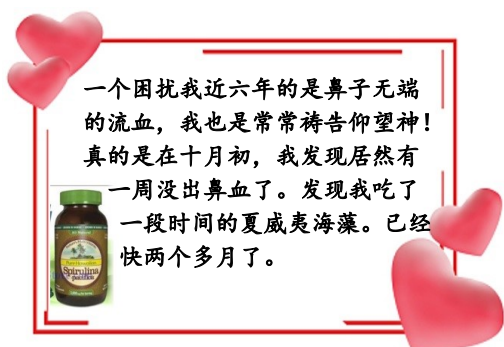 一个困扰我近六年的是鼻子无端
的流血，我也是常常祷告仰望神！
真的是在十月初，我发现居然有
一周没出鼻血了。发现我吃了
一段时间的夏威夷海藻。已经
快两个多月了。
Spirulina
pacifica